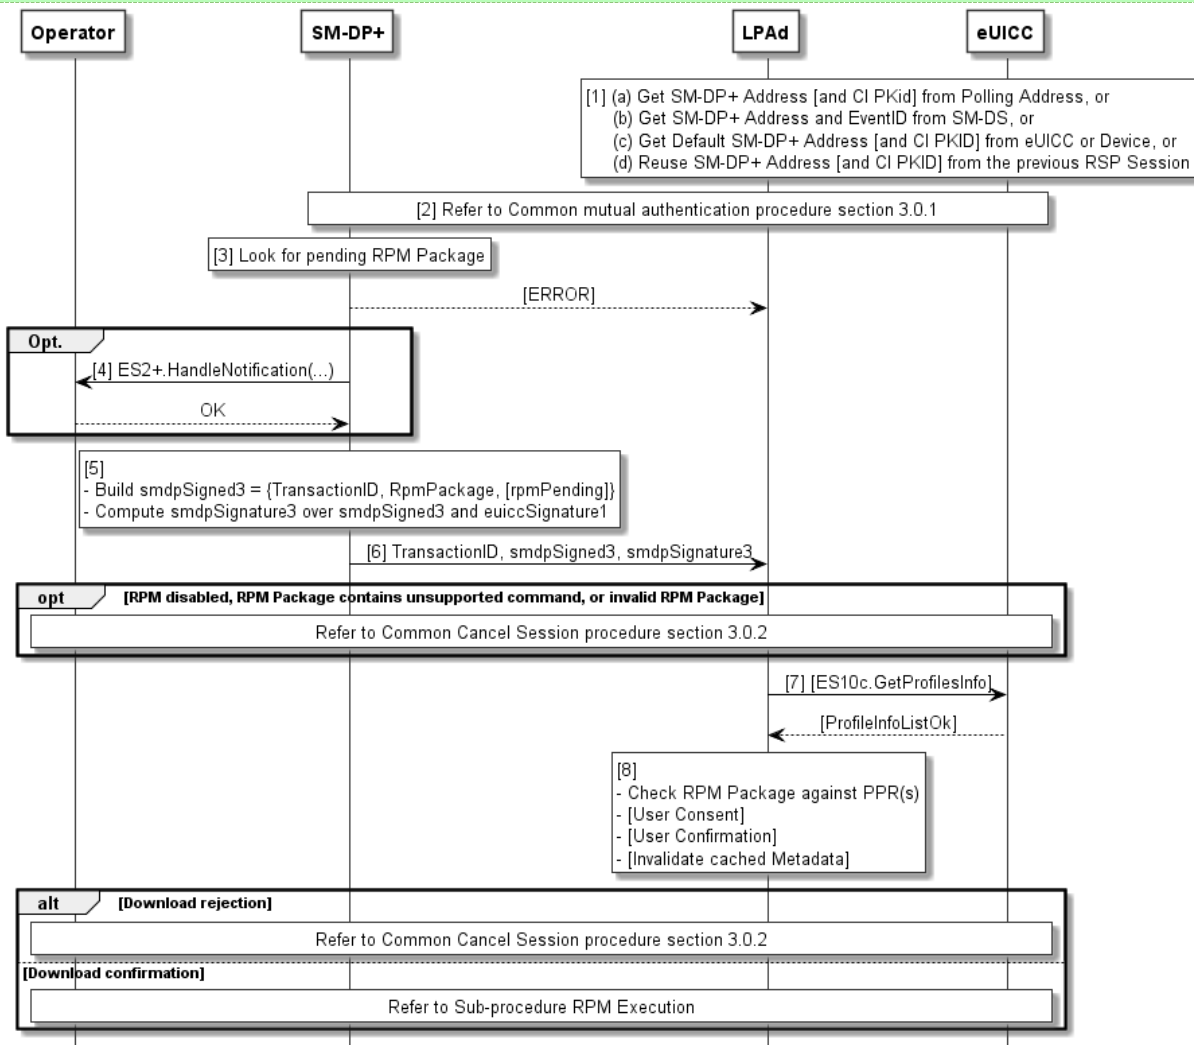 Operator
SM-DP+
LPAd
eUICC
[1] (a) Get SM-DP+ Address [and CI PKid] from Polling Address, or
(b) Get SM-DP+ Address and EventID from SM-DS, or
(c) Get Default SM-DP+ Address [and CI PKID] from eUICC or Device, or
(d) Reuse SM-DP+ Address [and CI PKID] from the previous RSP Session
[2] Refer to Common mutual authentication procedure section 3.0.1
[3] Look for pending RPM Package
[ERROR]
Opt.
[4] ES2+.HandleNotification(...)
OK
[5]
- Build smdpSigned3 = {TransactionID, RpmPackage, [rpmPending]}
- Compute smdpSignature3 over smdpSigned3 and euiccSignature1
[6] TransactionID, smdpSigned3, smdpSignature3
opt
[RPM disabled, RPM Package contains unsupported command, or invalid RPM Package]
Refer to Common Cancel Session procedure section 3.0.2
[7] [ES10c.GetProfilesInfo]
[ProfileInfoListOk]
[8]
- Check RPM Package against PPR(s)
- [User Consent]
- [User Confirmation]
- [Invalidate cached Metadata]
alt
[Download rejection]
Refer to Common Cancel Session procedure section 3.0.2
[Download confirmation]
Refer to Sub-procedure RPM Execution